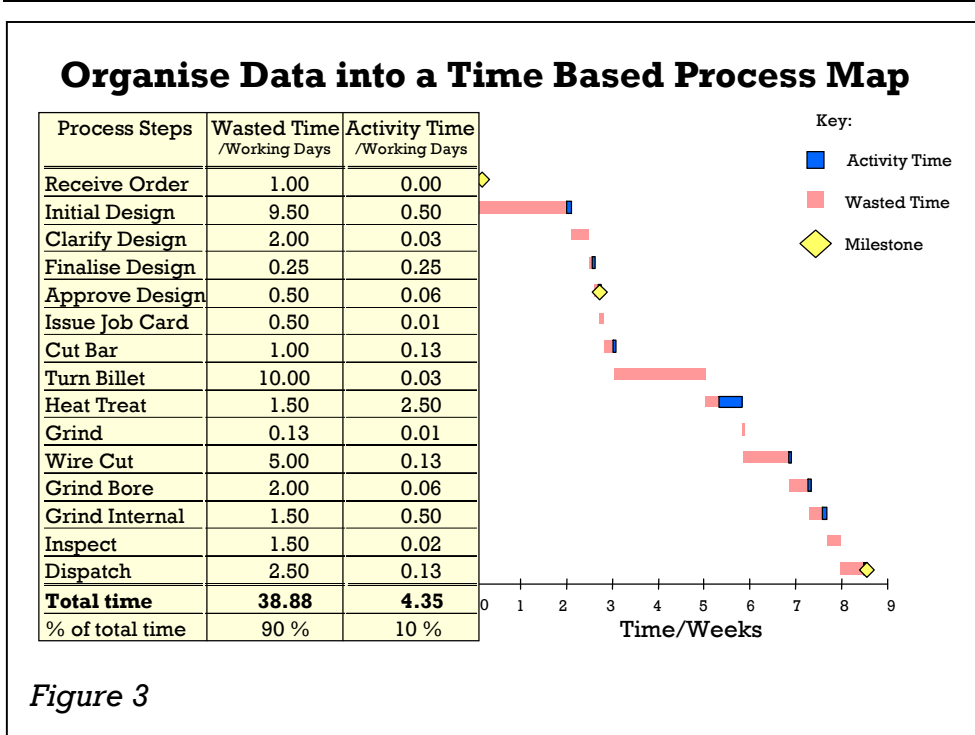 Organise Data into a Time Based Process Map
Process Steps Wasted Time Activity Time
/Working Days /Working Days
Receive Order 1.00 0.00
Initial Design 9.50 0.50
Clarify Design 2.00 0.03
Finalise Design 0.25 0.25
Approve Design 0.50 0.06
Issue Job Card 0.50 0.01
Cut Bar 1.00 0.13
Turn Billet 10.00 0.03
Heat Treat 1.50 2.50
Grind 0.13 0.01
Wire Cut 5.00 0.13
Grind Bore 2.00 0.06
Grind Internal 1.50 0.50
Inspect 1.50 0.02
Dispatch 2.50 0.13
Total time 38.88 4.35
% of total time 90 % 10 %
Key:
Activity Time
Wasted Time
Milestone
0 1 2 3 4 5 6 7 8 9
Time/Weeks
Figure 3